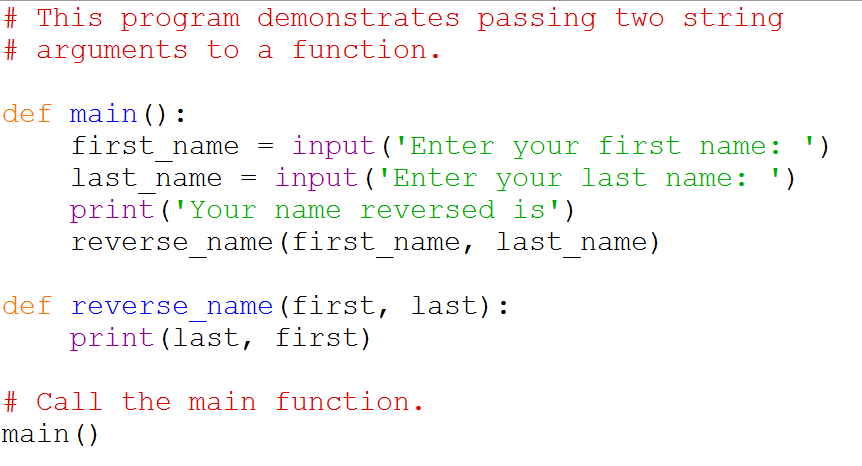 # This program demonstrates passing two string
# arguments to a function.
def main():
    first_name = input('Enter your first name: ')
    last_name = input('Enter your last name: ')
    print('Your name reversed is')
    reverse_name(first_name, last_name)
def reverse_name(first, last):
    print(last, first)
# Call the main function.
main()